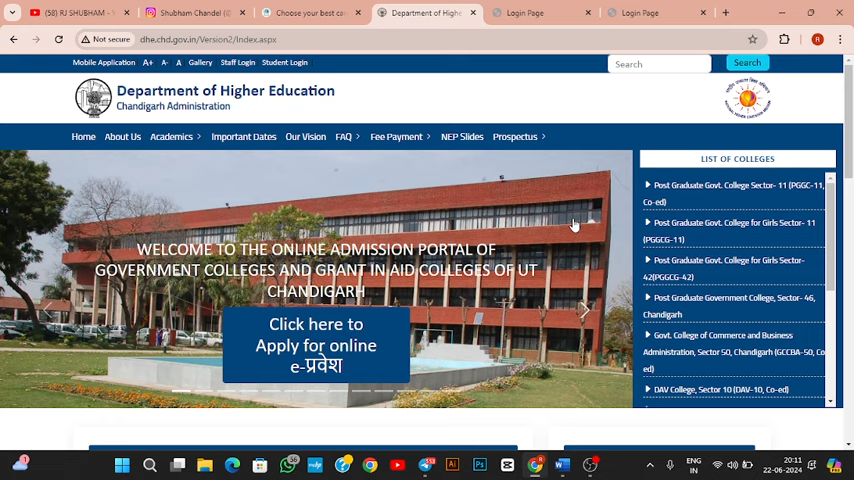 (58) RJ SHUBHAM -
Shubham Chandel (
Choose your best ca
Department of Highe
Login Page
Login Page
Not secure
dhe.chd.gov.in/Version2/Index.aspx
R
Mobile Application A+ A- A Gallery Staff Login Student Login
Search
Search
Department of Higher Education
Chandigarh Administration
Home About Us Academics Important Dates Our Vision FAQ Fee Payment NEP Slides Prospectus
WELCOME TO THE ONLINE ADMISSION PORTAL OF
GOVERNMENT COLLEGES AND GRANT IN AID COLLEGES OF UT
CHANDIGARH
Click here to
Apply for online
e-प्रवेश
LIST OF COLLEGES
Post Graduate Govt. College Sector- 11 (PGGC-11,
Co-ed)
Post Graduate Govt. College for Girls Sector- 11
(PGGCG-11)
Post Graduate Govt. College for Girls Sector-
42(PGGCG-42)
Post Graduate Government College, Sector- 46,
Chandigarh
Govt. College of Commerce and Business
Administration, Sector 50, Chandigarh (GCCBA-50, Co-
ed)
DAV College, Sector 10 (DAV-10, Co-ed)
1
56
Ai
Ps
ENG
IN
20:11
22-06-2024